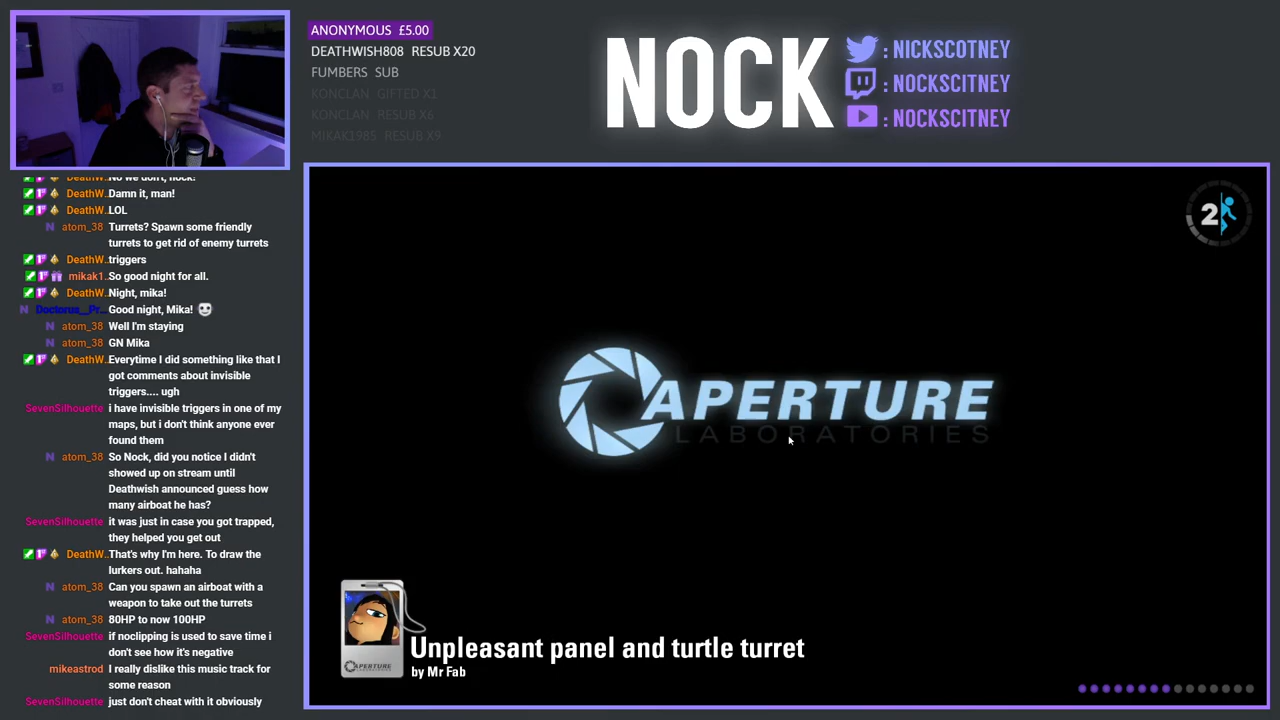 ANONYMOUS £5.00
DEATHWISH808 RESUB X20
FUMBERS SUB
KONCLAN GIFTED X1
KONCLAN RESUB X6
MIKAK1985 RESUB X9
NOCK
: NICKSCOTNEY
: NOCKSCITNEY
: NOCKSCITNEY
DeathW.. No we don't, nock!
DeathW.. Damn it, man!
DeathW.. LOL
N atom_38 Turrets? Spawn some friendly
turrets to get rid of enemy turrets
DeathW.. triggers
mikak1.. So good night for all.
DeathW.. Night, mika!
N Doctorus__Pr... Good night, Mika!
N atom_38 Well I'm staying
N atom_38 GN Mika
DeathW.. Everytime I did something like that I
got comments about invisible
triggers.... ugh
SevenSilhouette i have invisible triggers in one of my
maps, but i don't think anyone ever
found them
N atom_38 So Nock, did you notice I didn't
showed up on stream until
Deathwish announced guess how
many airboat he has?
SevenSilhouette it was just in case you got trapped,
they helped you get out
DeathW.. That's why I'm here. To draw the
lurkers out. hahaha
N atom_38 Can you spawn an airboat with a
weapon to take out the turrets
N atom_38 80HP to now 100HP
SevenSilhouette if noclipping is used to save time i
don't see how it's negative
mikeastrod I really dislike this music track for
some reason
SevenSilhouette just don't cheat with it obviously
2
APERTURE
LABORATORIES
APERTURE
Unpleasant panel and turtle turret
by Mr Fab